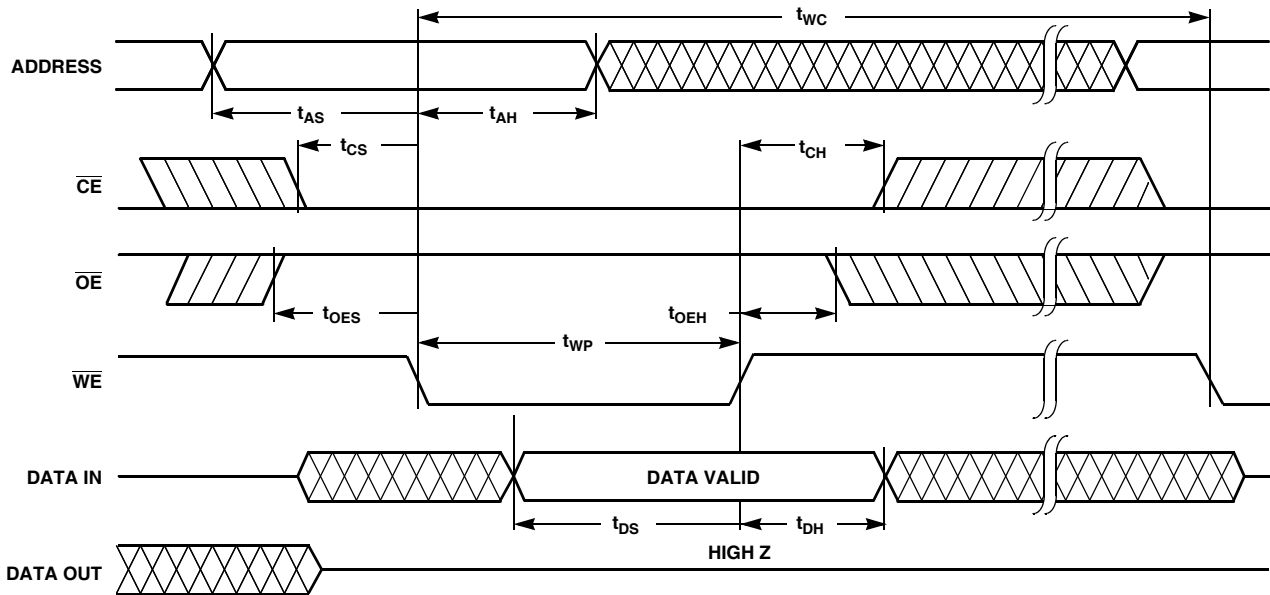 tWC
ADDRESS
tAS
tAH
tCS
tCH
CE
OE
tOES
tOEH
tWP
WE
DATA IN
DATA VALID
tDS
tDH
HIGH Z
DATA OUT